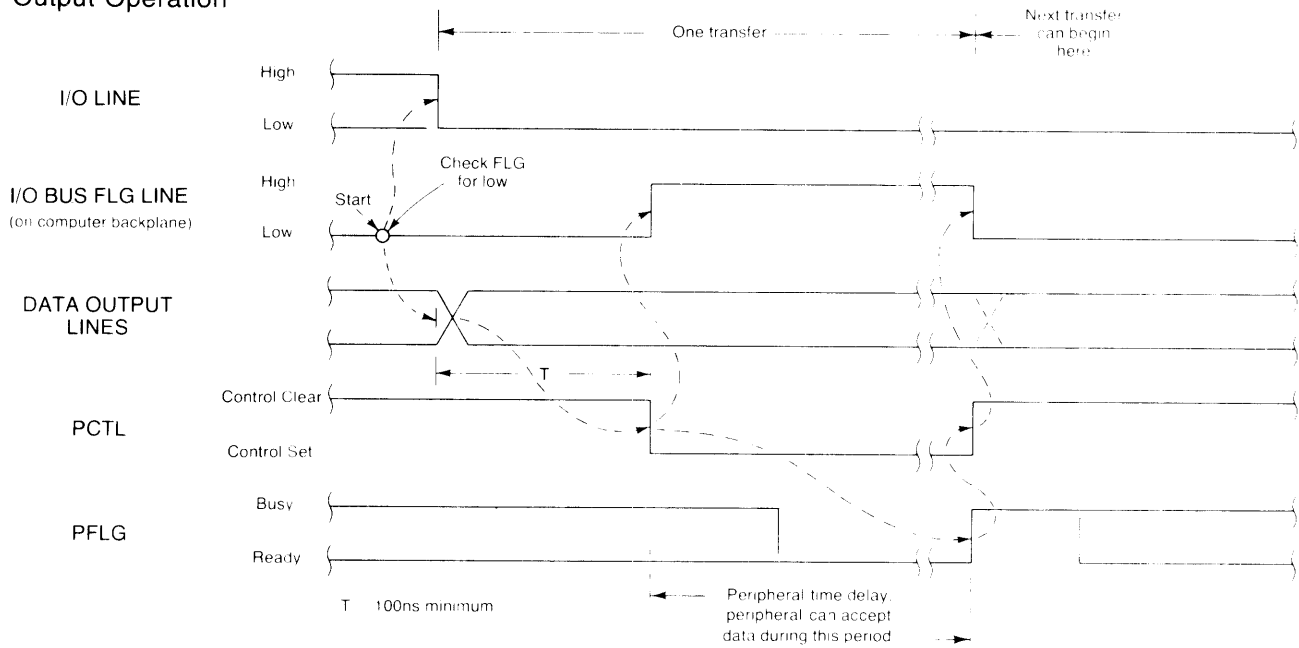 Output Operation
One transfer
Next transfer
can begin
here
I/O LINE
High
Low
I/O BUS FLG LINE
(on computer backplane)
High
Low
Start
Check FLG
for low
DATA OUTPUT
LINES
T
PCTL
Control Clear
Control Set
PFLG
Busy
Ready
T 100ns minimum
Peripheral time delay,
peripheral can accept
data during this period